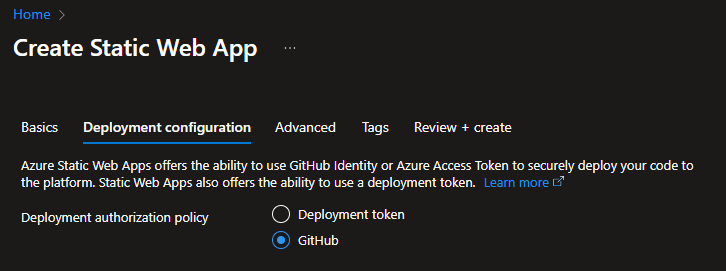 Home
Create Static Web App ...
Basics Deployment configuration Advanced Tags Review + create
Azure Static Web Apps offers the ability to use GitHub Identity or Azure Access Token to securely deploy your code to
the platform. Static Web Apps also offers the ability to use a deployment token. Learn more
Deployment authorization policy Deployment token
GitHub